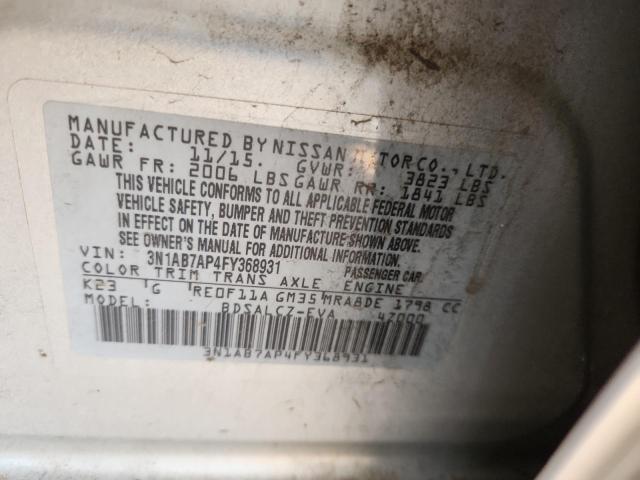 MANUFACTURED BY NISSAN MOTOR CO., LTD.
DATE: 11/15. GVWR: 3823 LBS
GAWR FR: 2006 LBS GAWR RR: 1841 LBS
THIS VEHICLE CONFORMS TO ALL APPLICABLE FEDERAL MOTOR
VEHICLE SAFETY, BUMPER AND THEFT PREVENTION STANDARDS
IN EFFECT ON THE DATE OF MANUFACTURE SHOWN ABOVE.
SEE OWNER'S MANUAL FOR ADDITIONAL INFORMATION.
VIN: 3N1AB7AP4FY368931 PASSENGER CAR.
COLOR TRIM TRANS AXLE ENGINE
K23 G RE0F11A GM35 MRA8DE 1798 CC
MODEL: BDSALCZ-EVA 47000
3N1AB7AP4FY368931